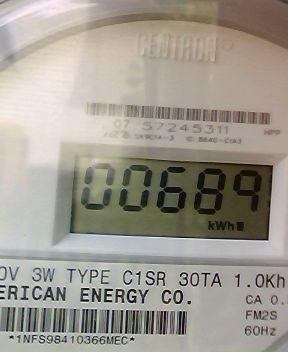 CENTRON®
07 57245311
HPP
00689
kWh
0V 3W TYPE C1SR 30TA 1.0Kh
ERICAN ENERGY CO.
CA 0.
FM2S
60Hz
*1NFS98410366MEC*